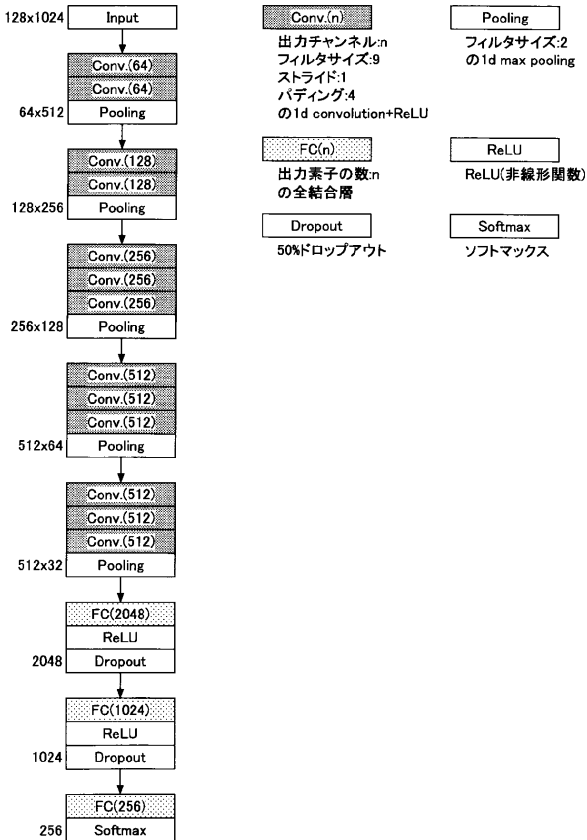 128x1024 Input
Conv.(64)
Conv.(64)
64x512 Pooling
Conv.(128)
Conv.(128)
128x256 Pooling
Conv.(256)
Conv.(256)
Conv.(256)
256x128 Pooling
Conv.(512)
Conv.(512)
Conv.(512)
512x64 Pooling
Conv.(512)
Conv.(512)
Conv.(512)
512x32 Pooling
FC(2048)
ReLU
2048 Dropout
FC(1024)
ReLU
1024 Dropout
FC(256)
256 Softmax
Conv.(n)
出力チャンネル:n
フィルタサイズ:9
ストライド:1
パディング:4
の1d convolution+ReLU
Pooling
フィルタサイズ:2
の1d max pooling
FC(n)
出力素子の数:n
の全結合層
ReLU
ReLU(非線形関数)
Dropout
50%ドロップアウト
Softmax
ソフトマックス